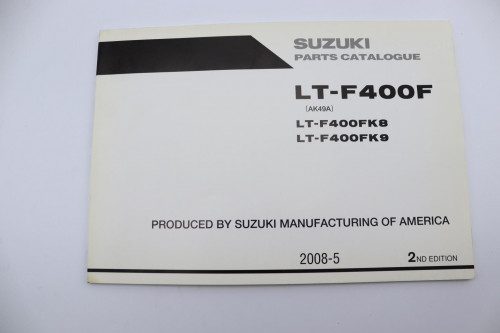 SUZUKI
PARTS CATALOGUE
LT-F400F
(AK49A)
LT-F400FK8
LT-F400FK9
PRODUCED BY SUZUKI MANUFACTURING OF AMERICA
2008-5 2ND EDITION